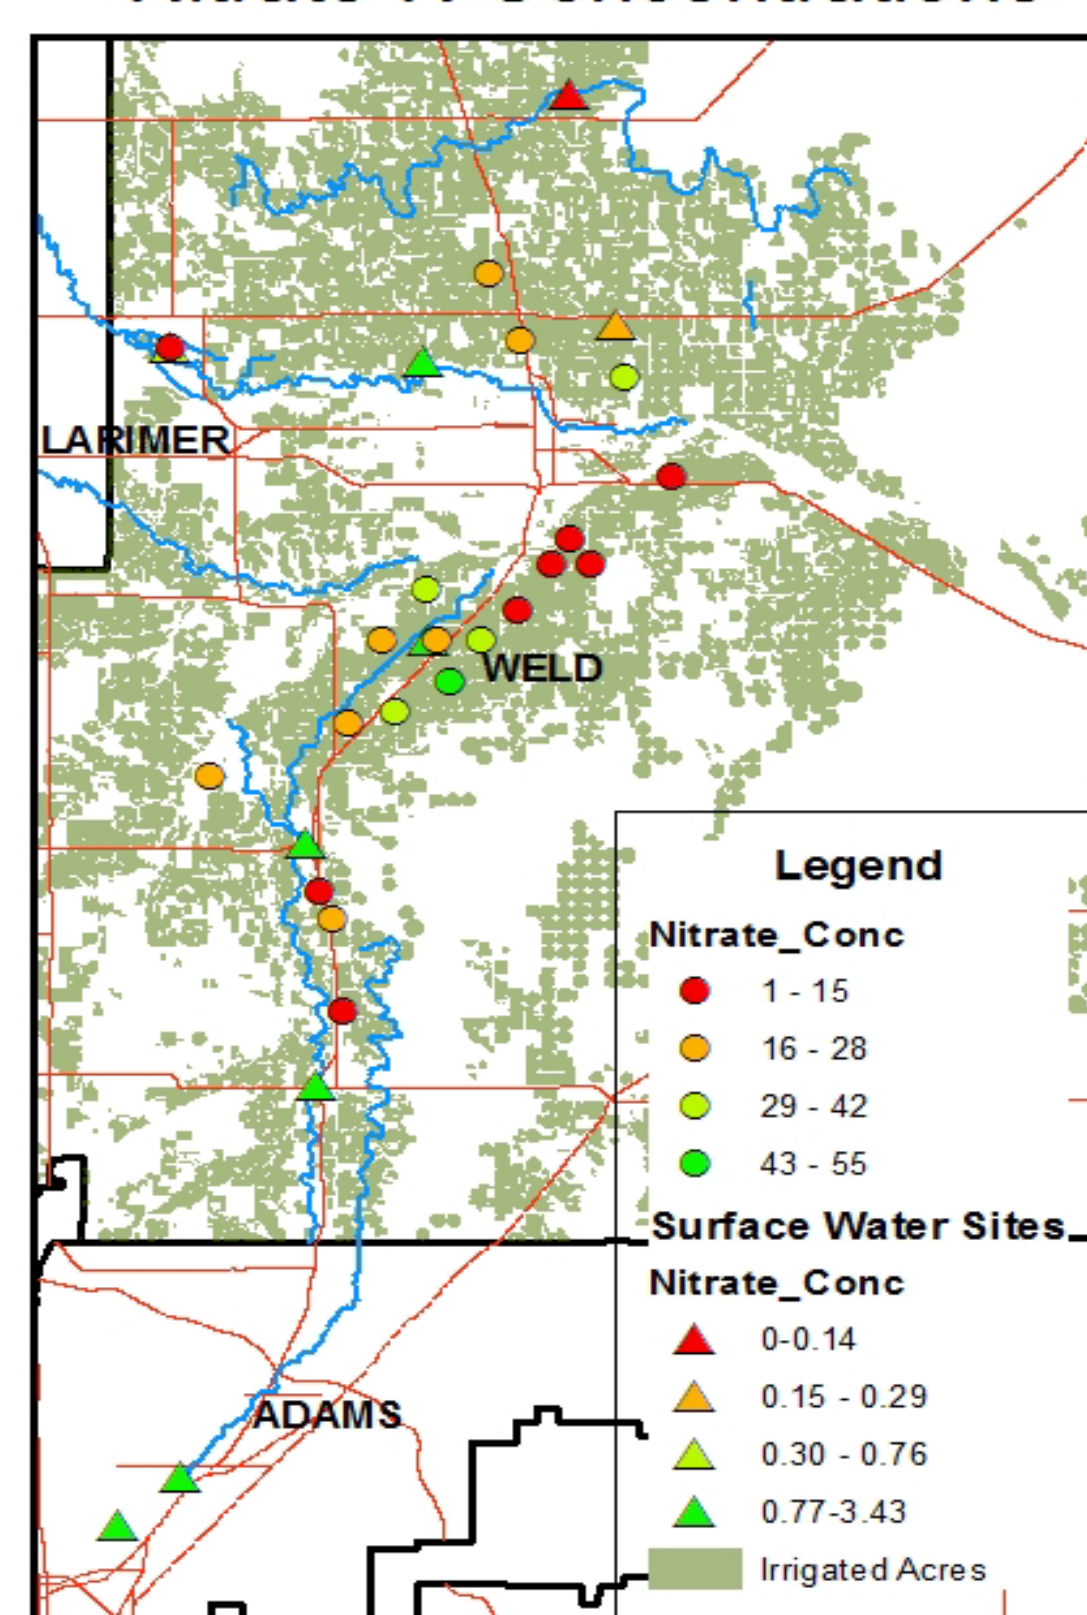 LARIMER
WELD
Legend
Nitrate_Conc
1 - 15
16 - 28
29 - 42
43 - 55
Surface Water Sites_
Nitrate_Conc
0-0.14
0.15 - 0.29
0.30 - 0.76
0.77-3.43
Irrigated Acres
ADAMS